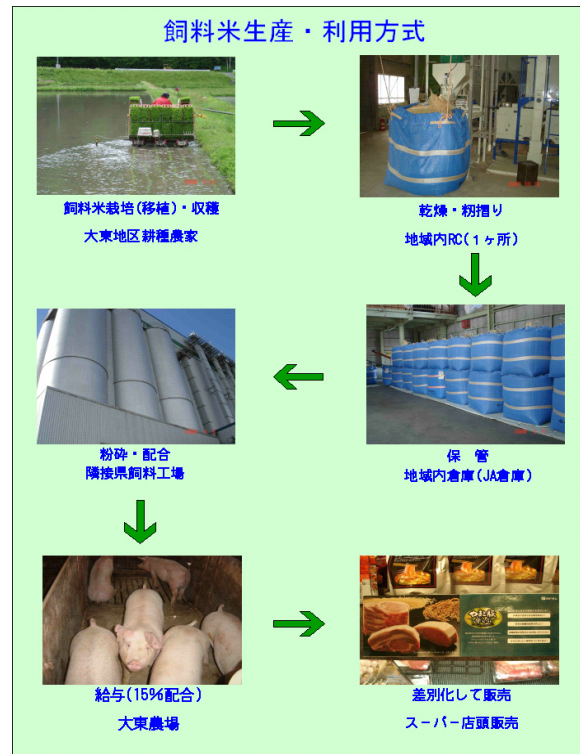 飼料米生産・利用方式
飼料米栽培(移植)・収穫
大東地区耕種農家
乾燥・籾摺り
地域内RC(1ヶ所)
粉砕・配合
隣接県飼料工場
保　管
地域内倉庫(JA倉庫)
給与(15%配合)
大東農場
差別化して販売
スーパー店頭販売